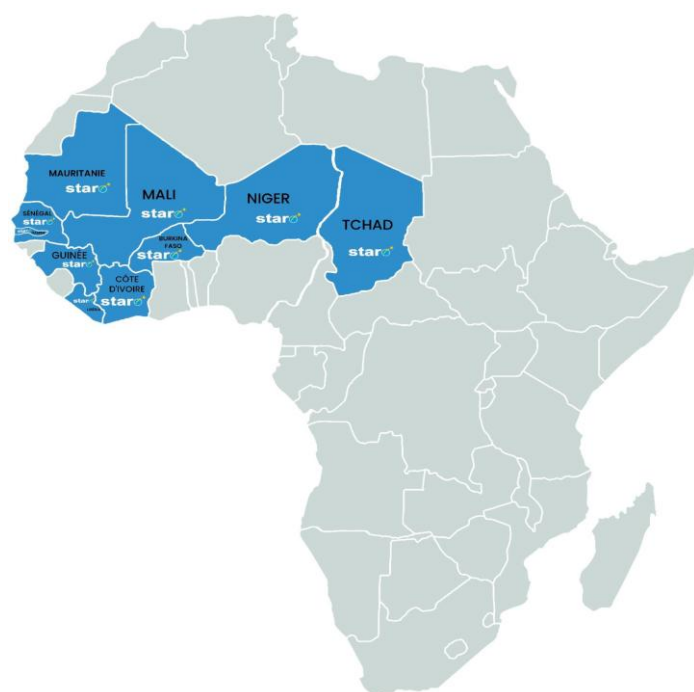 MAURITANIE
star
MALI
star
NIGER
star
TCHAD
star
SÉNÉGAL
star
BURKINA
FASO
star
GUINÉE
star
CÔTE
D'IVOIRE
star
star